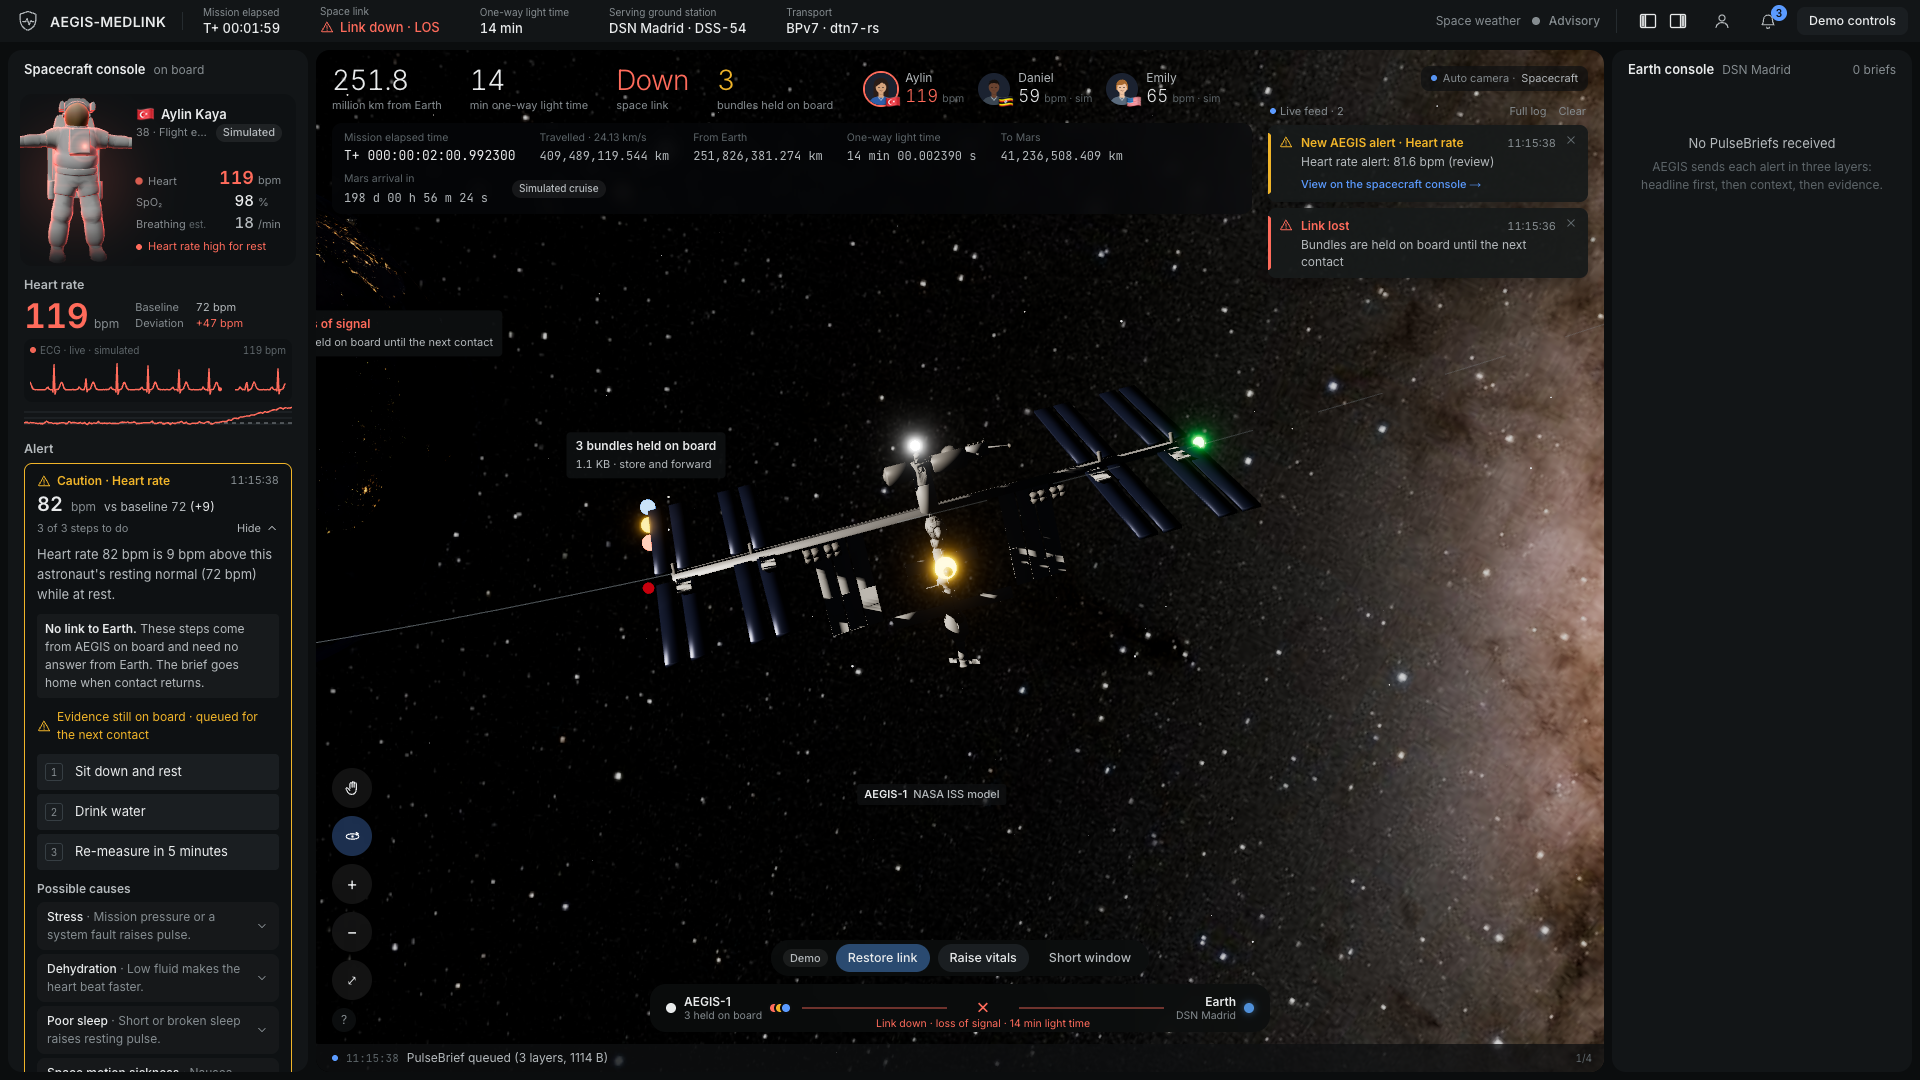 AEGIS-MEDLINK
Mission elapsed
T+ 00:01:59
Space link
Link down · LOS
One-way light time
14 min
Serving ground station
DSN Madrid · DSS-54
Transport
BPv7 · dtn7-rs
Space weather Advisory
3
Demo controls
Spacecraft console on board
Aylin Kaya
38 · Flight e... Simulated
Heart 119 bpm
SpO₂ 98 %
Breathing est. 18 /min
Heart rate high for rest
Heart rate
119 bpm
Baseline 72 bpm
Deviation +47 bpm
ECG · live · simulated 119 bpm
Alert
Caution · Heart rate 11:15:38
82 bpm vs baseline 72 (+9)
3 of 3 steps to do Hide
Heart rate 82 bpm is 9 bpm above this
astronaut's resting normal (72 bpm)
while at rest.
No link to Earth. These steps come
from AEGIS on board and need no
answer from Earth. The brief goes
home when contact returns.
Evidence still on board · queued for
the next contact
1 Sit down and rest
2 Drink water
3 Re-measure in 5 minutes
Possible causes
Stress · Mission pressure or a
system fault raises pulse.
Dehydration · Low fluid makes the
heart beat faster.
Poor sleep · Short or broken sleep
raises resting pulse.
Space motion sickness · Nausea
251.8
million km from Earth
14
min one-way light time
Down
space link
3
bundles held on board
Aylin
119 bpm
Daniel
59 bpm · sim
Emily
65 bpm · sim
Auto camera · Spacecraft
Mission elapsed time
T+ 000:00:02:00.992300
Travelled · 24.13 km/s
409,489,119.544 km
From Earth
251,826,381.274 km
One-way light time
14 min 00.002390 s
To Mars
41,236,508.409 km
Mars arrival in
198 d 00 h 56 m 24 s
Simulated cruise
Live feed · 2 Full log Clear
New AEGIS alert · Heart rate 11:15:38
Heart rate alert: 81.6 bpm (review)
View on the spacecraft console →
Link lost 11:15:36
Bundles are held on board until the next
contact
s of signal
eld on board until the next contact
3 bundles held on board
1.1 KB · store and forward
AEGIS-1 NASA ISS model
+
−
?
Demo Restore link Raise vitals Short window
AEGIS-1
3 held on board
Link down · loss of signal · 14 min light time
Earth
DSN Madrid
11:15:38 PulseBrief queued (3 layers, 1114 B) 1/4
Earth console DSN Madrid 0 briefs
No PulseBriefs received
AEGIS sends each alert in three layers:
headline first, then context, then evidence.